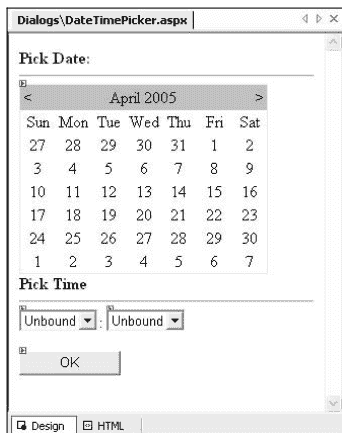 Dialogs\DateTimePicker.aspx
Pick Date:
< April 2005 >
Sun Mon Tue Wed Thu Fri Sat
27 28 29 30 31 1 2
3 4 5 6 7 8 9
10 11 12 13 14 15 16
17 18 19 20 21 22 23
24 25 26 27 28 29 30
1 2 3 4 5 6 7
Pick Time
Unbound : Unbound
OK
Design HTML